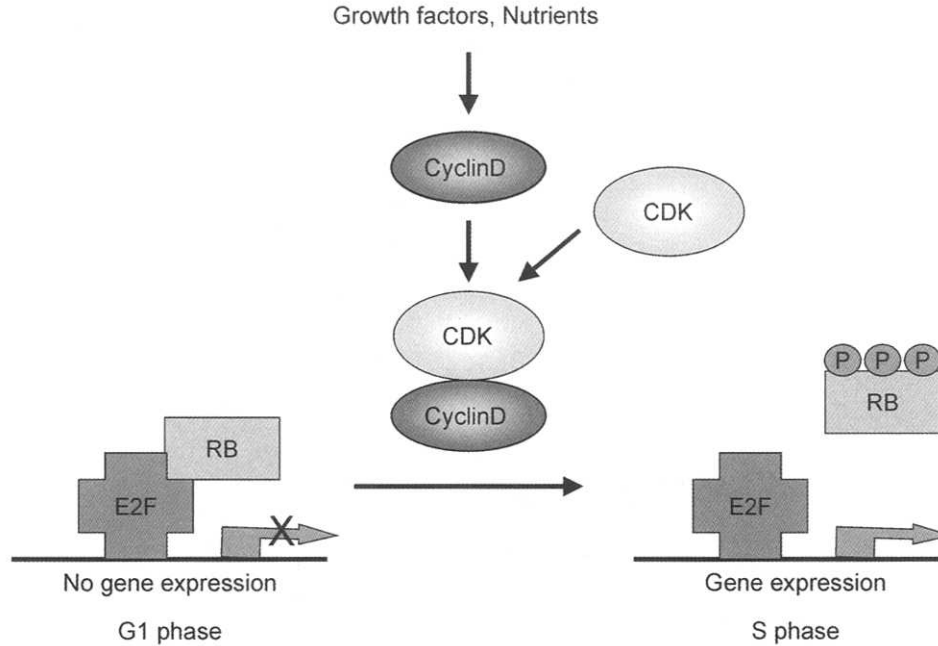 Growth factors, Nutrients
CyclinD
CDK
CDK
CyclinD
P P P
RB
RB
E2F
E2F
X
No gene expression
Gene expression
G1 phase
S phase